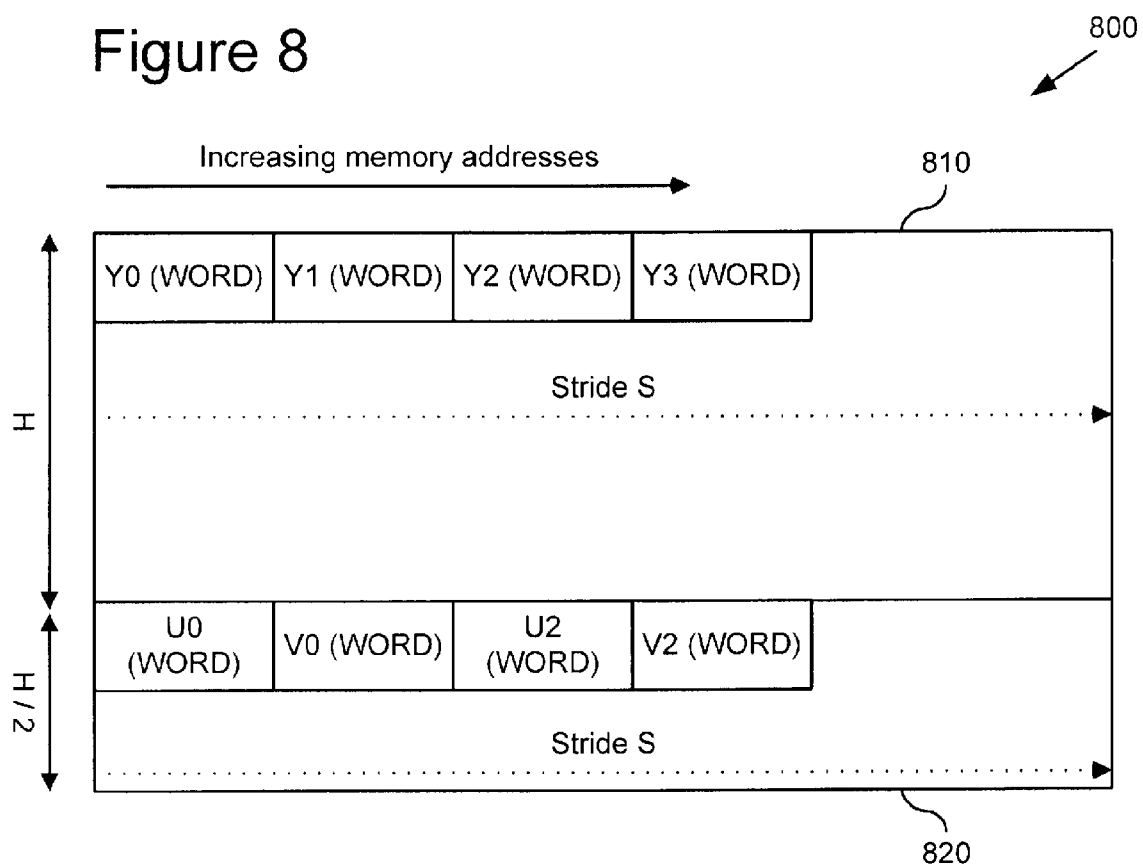 Figure 8
800
Increasing memory addresses
810
Y0 (WORD) Y1 (WORD) Y2 (WORD) Y3 (WORD)
Stride S
H
U0
(WORD)
V0 (WORD)
U2
(WORD)
V2 (WORD)
H / 2
Stride S
820